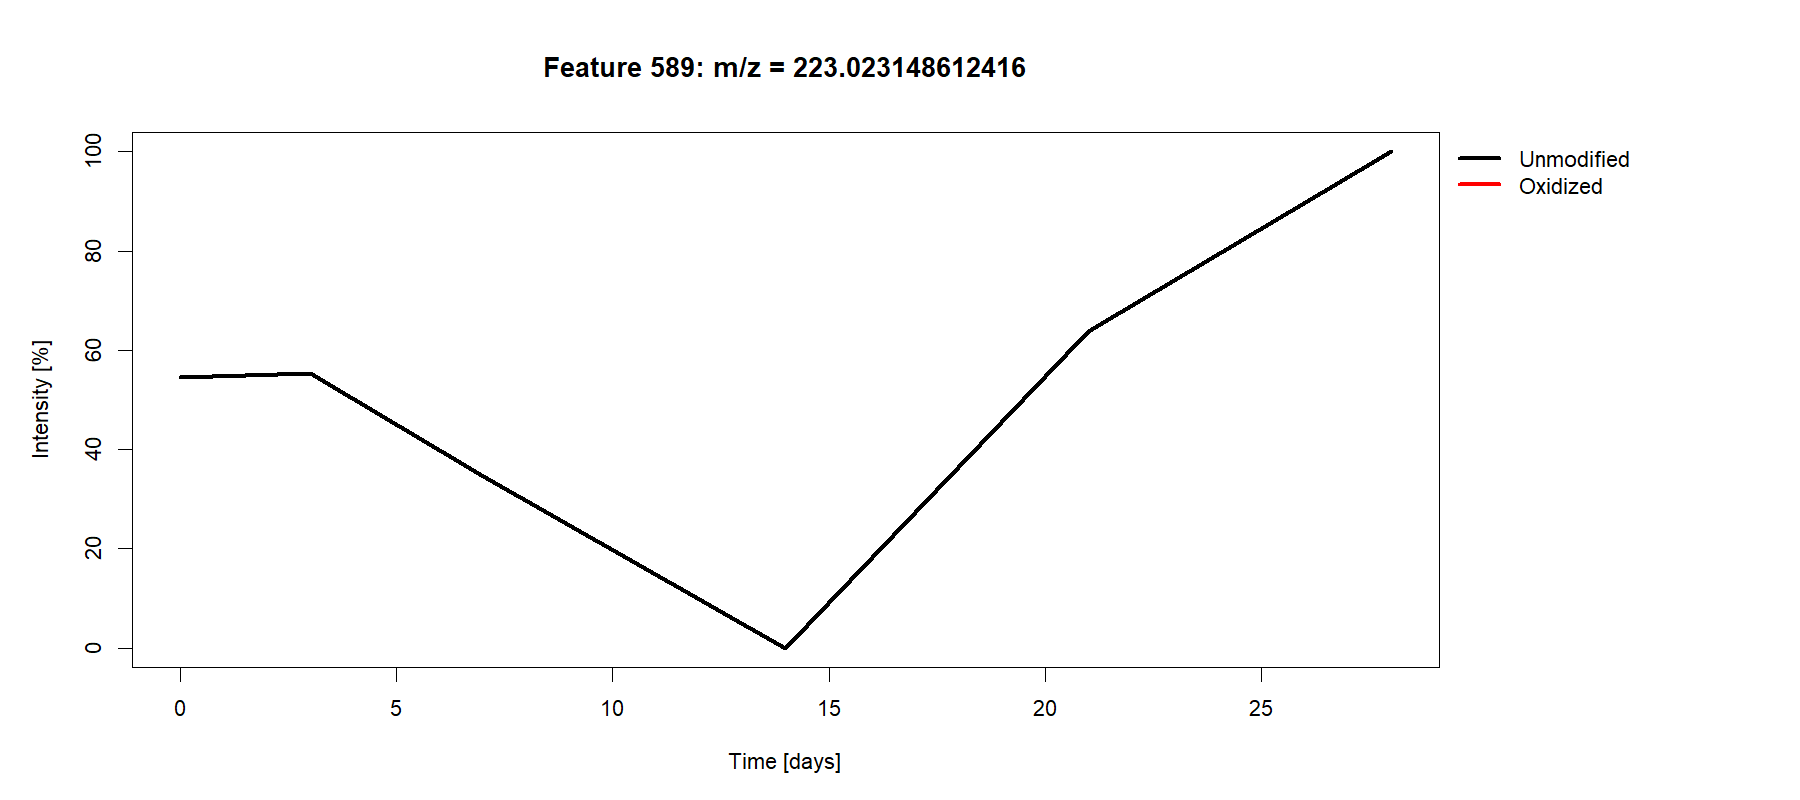 Feature 589: m/z = 223.023148612416
Unmodified
Oxidized
Intensity [%]
100
80
60
40
20
0
0 5 10 15 20 25
Time [days]